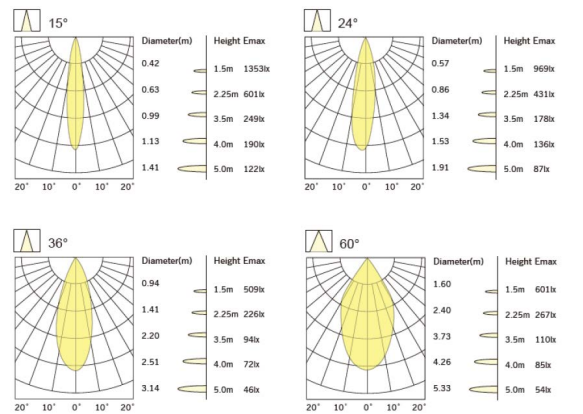 15°
Diameter(m) Height Emax
0.42 1.5m 1353lx
0.63 2.25m 601lx
0.99 3.5m 249lx
1.13 4.0m 190lx
1.41 5.0m 122lx
20° 10° 0° 10° 20°
24°
Diameter(m) Height Emax
0.57 1.5m 969lx
0.86 2.25m 431lx
1.34 3.5m 178lx
1.53 4.0m 136lx
1.91 5.0m 87lx
20° 10° 0° 10° 20°
36°
Diameter(m) Height Emax
0.94 1.5m 509lx
1.41 2.25m 226lx
2.20 3.5m 94lx
2.51 4.0m 72lx
3.14 5.0m 46lx
20° 10° 0° 10° 20°
60°
Diameter(m) Height Emax
1.60 1.5m 601lx
2.40 2.25m 267lx
3.73 3.5m 110lx
4.26 4.0m 85lx
5.33 5.0m 54lx
20° 10° 0° 10° 20°